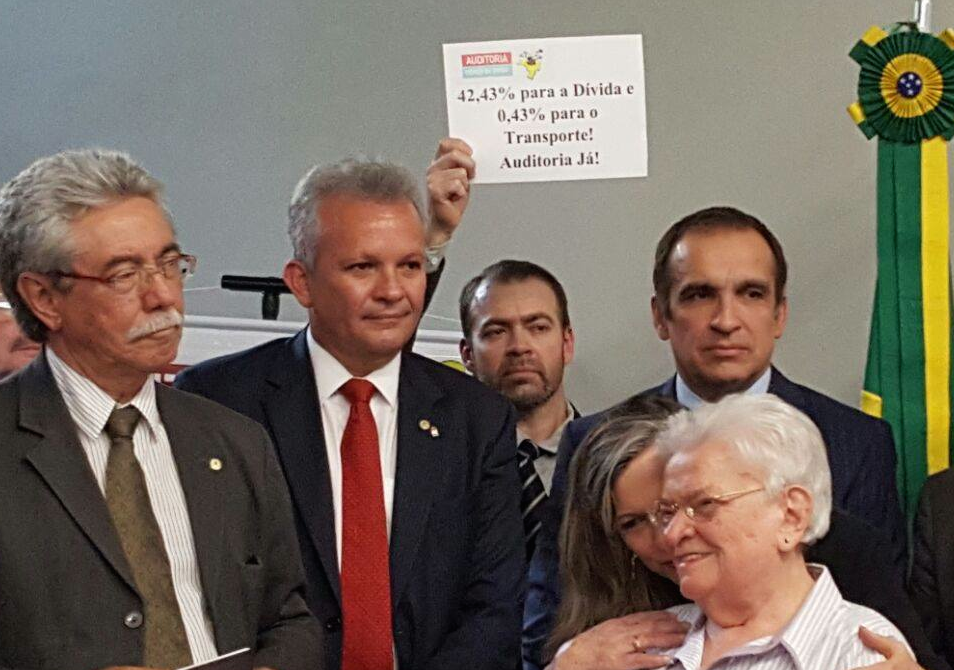 AUDITORIA
42,43% para a Dívida e
0,43% para o
Transporte!
Auditoria Já!